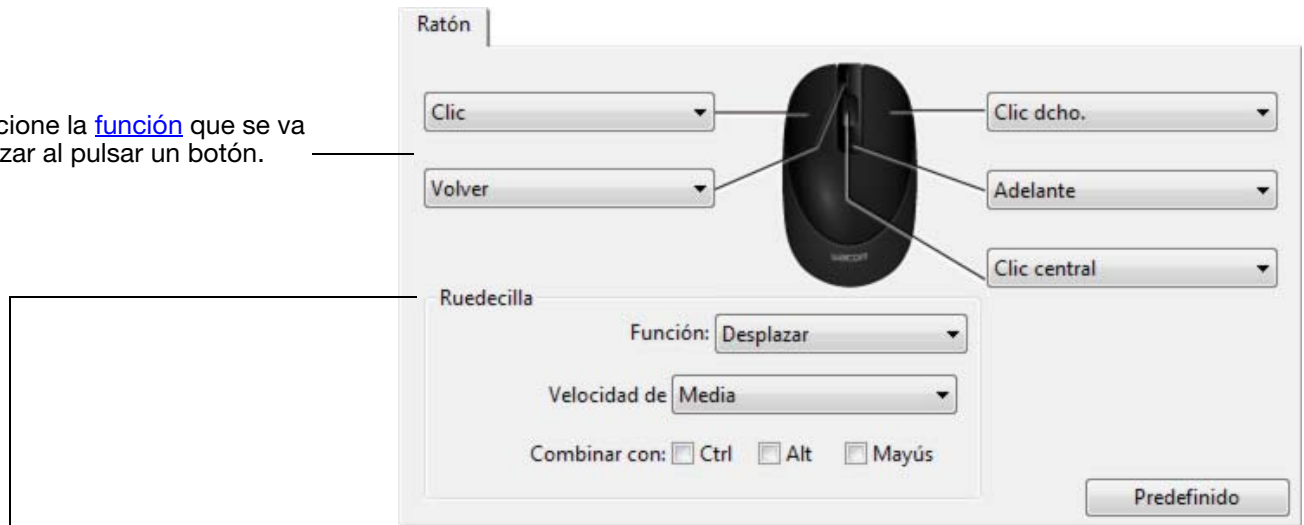 Ratón
Clic
Clic dcho.
cione la función que se va
zar al pulsar un botón.
Volver
Adelante
wacom
Clic central
Ruedecilla
Función: Desplazar
Velocidad de Media
Combinar con: Ctrl Alt Mayús
Predefinido